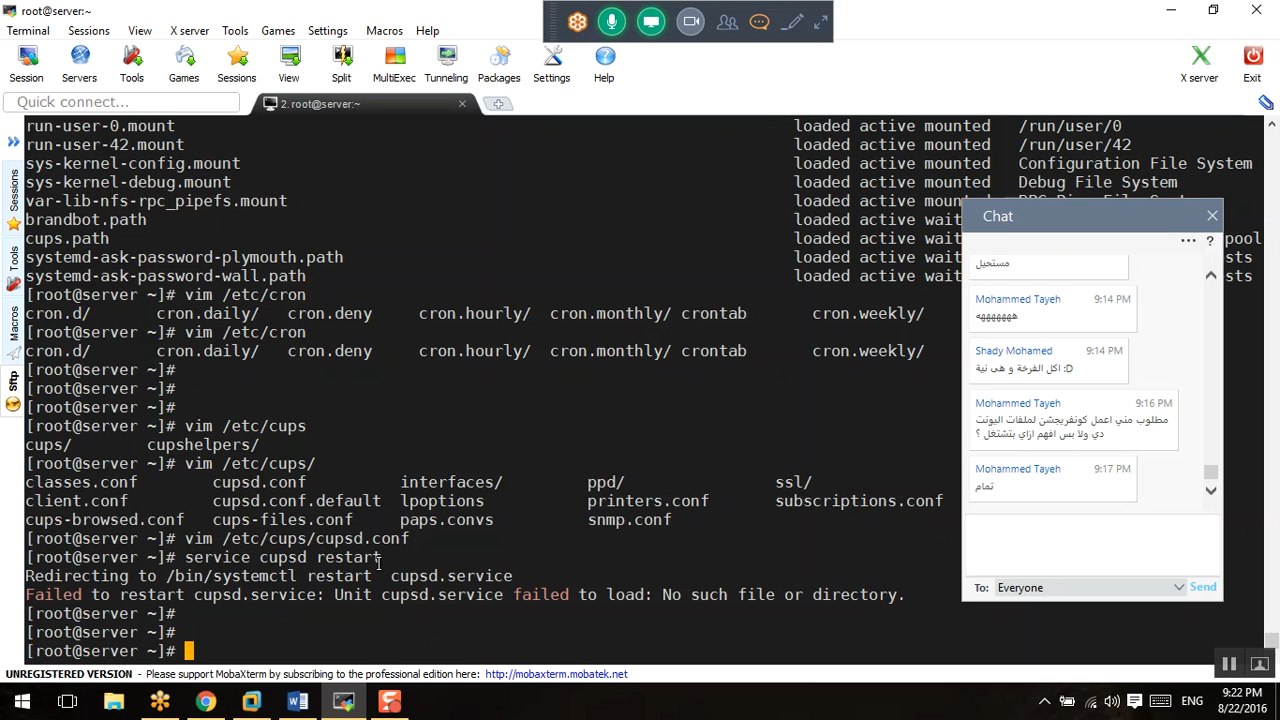 root@server:~
Terminal Sessions View X server Tools Games Settings Macros Help
Session Servers Tools Games Sessions View Split MultiExec Tunneling Packages Settings Help X server Exit
Quick connect...
2. root@server:~
Sessions
Tools
Macros
Sftp
run-user-0.mount loaded active mounted /run/user/0
run-user-42.mount loaded active mounted /run/user/42
sys-kernel-config.mount loaded active mounted Configuration File System
sys-kernel-debug.mount loaded active mounted Debug File System
var-lib-nfs-rpc_pipefs.mount loaded active mounted
brandbot.path loaded active wait
cups.path loaded active wait pool
systemd-ask-password-plymouth.path loaded active wait sts
systemd-ask-password-wall.path loaded active wait sts
[root@server ~]# vim /etc/cron
cron.d/ cron.daily/ cron.deny cron.hourly/ cron.monthly/ crontab cron.weekly/
[root@server ~]# vim /etc/cron
cron.d/ cron.daily/ cron.deny cron.hourly/ cron.monthly/ crontab cron.weekly/
[root@server ~]#
[root@server ~]#
[root@server ~]#
[root@server ~]# vim /etc/cups
cups/ cupshelpers/
[root@server ~]# vim /etc/cups/
classes.conf cupsd.conf interfaces/ ppd/ ssl/
client.conf cupsd.conf.default lpoptions printers.conf subscriptions.conf
cups-browsed.conf cups-files.conf paps.convs snmp.conf
[root@server ~]# vim /etc/cups/cupsd.conf
[root@server ~]# service cupsd restart
Redirecting to /bin/systemctl restart cupsd.service
Failed to restart cupsd.service: Unit cupsd.service failed to load: No such file or directory.
[root@server ~]#
[root@server ~]#
[root@server ~]#
Chat
?
مستحيل
Mohammed Tayeh 9:14 PM
ههههههههه
Shady Mohamed 9:14 PM
اكل الفرخة و هى نية :D
Mohammed Tayeh 9:16 PM
مطلوب مني اعمل كونفريجشن لملفات اليونت
دي ولا بس افهم ازاي بتشتغل ؟
Mohammed Tayeh 9:17 PM
تمام
To: Everyone Send
UNREGISTERED VERSION - Please support MobaXterm by subscribing to the professional edition here: http://mobaxterm.mobatek.net
ENG
9:22 PM
8/22/2016